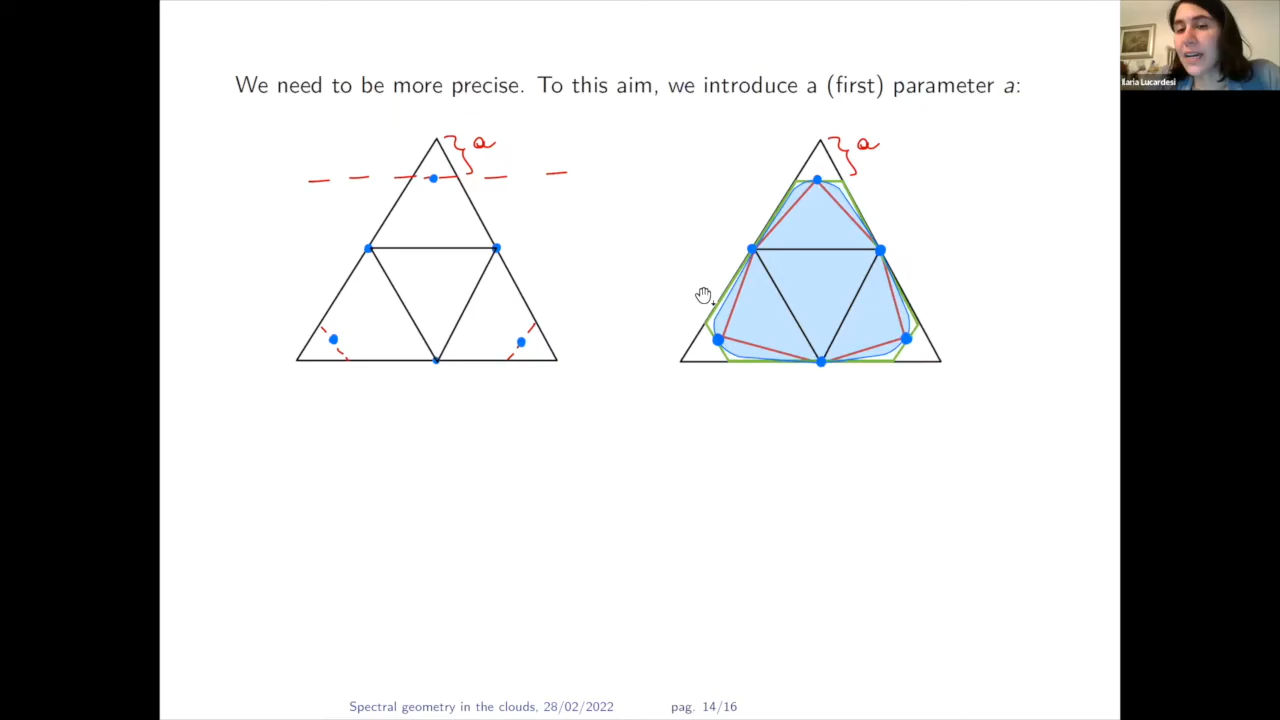 We need to be more precise. To this aim, we introduce a (first) parameter a:
a
a
Ilaria Lucardesi
Spectral geometry in the clouds, 28/02/2022
pag. 14/16